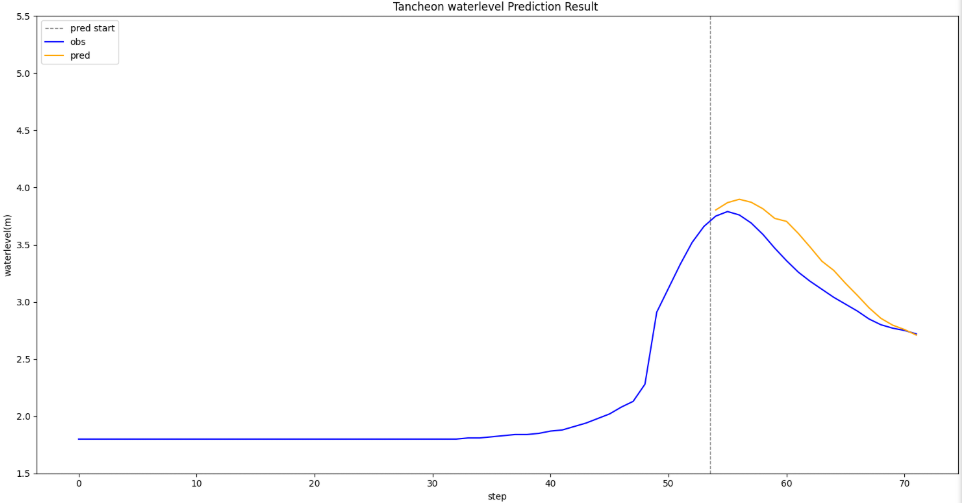 Tancheon waterlevel Prediction Result
pred start
obs
pred
waterlevel(m)
5.5
5.0
4.5
4.0
3.5
3.0
2.5
2.0
1.5
0 10 20 30 40 50 60 70
step